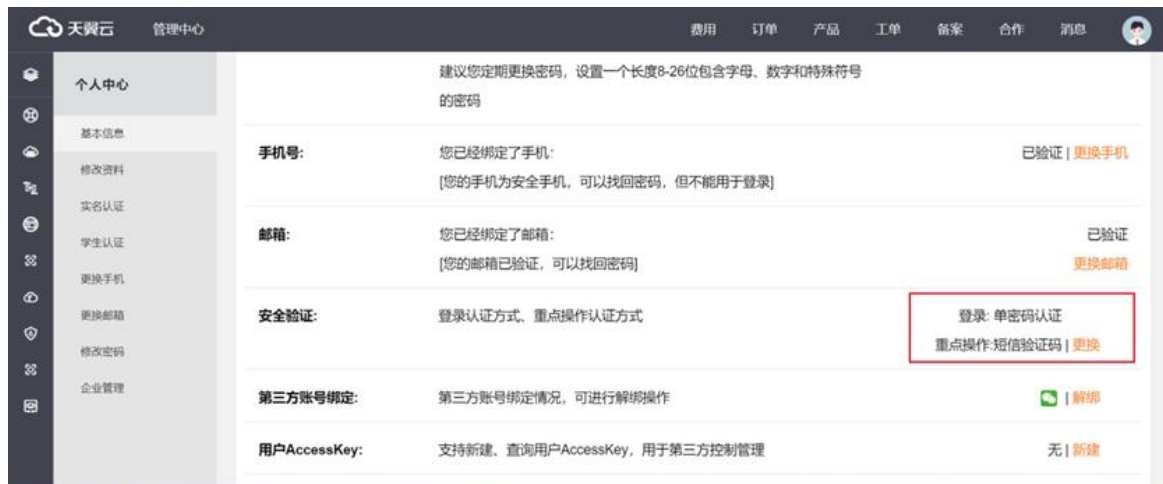 天翼云 管理中心 费用 订单 产品 工单 备案 合作 消息
个人中心
基本信息
修改资料
实名认证
学生认证
更换手机
更换邮箱
修改密码
企业管理
建议您定期更换密码，设置一个长度8-26位包含字母、数字和特殊符号
的密码
手机号: 您已经绑定了手机: 已验证 | 更换手机
[您的手机为安全手机，可以找回密码，但不能用于登录]
邮箱: 您已经绑定了邮箱: 已验证
[您的邮箱已验证，可以找回密码] 更换邮箱
安全验证: 登录认证方式、重点操作认证方式 登录: 单密码认证
重点操作:短信验证码 | 更换
第三方账号绑定: 第三方账号绑定情况，可进行解绑操作 | 解绑
用户AccessKey: 支持新建、查询用户AccessKey，用于第三方控制管理 无 | 新建